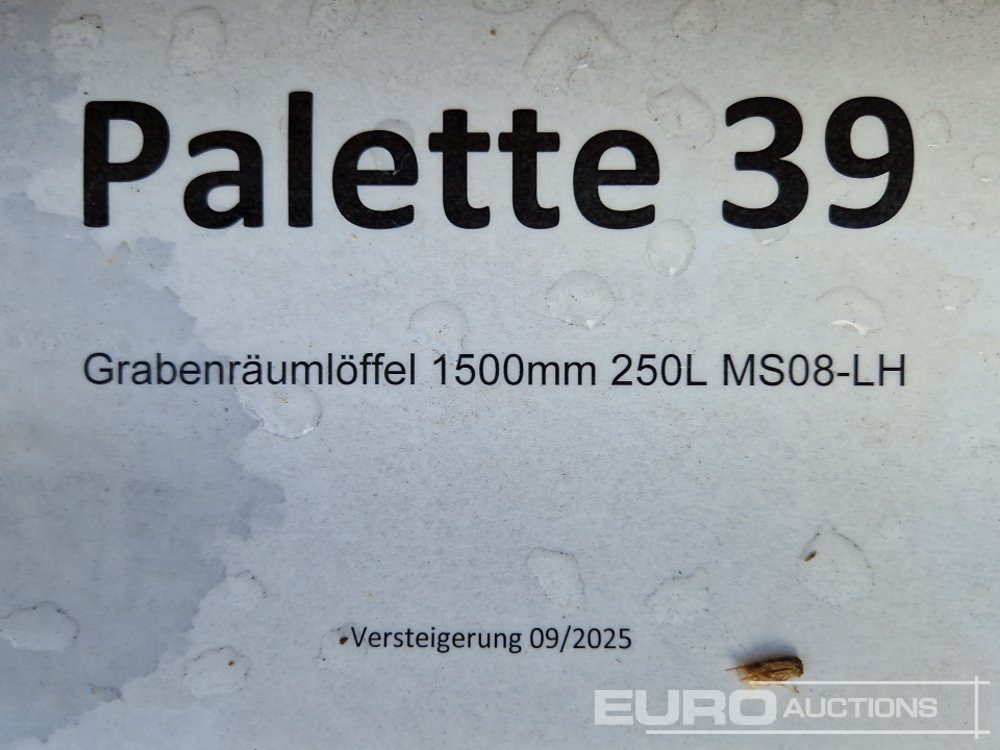 Palette 39
Grabenräumlöffel 1500mm 250L MS08-LH
Versteigerung 09/2025
EURO AUCTIONS